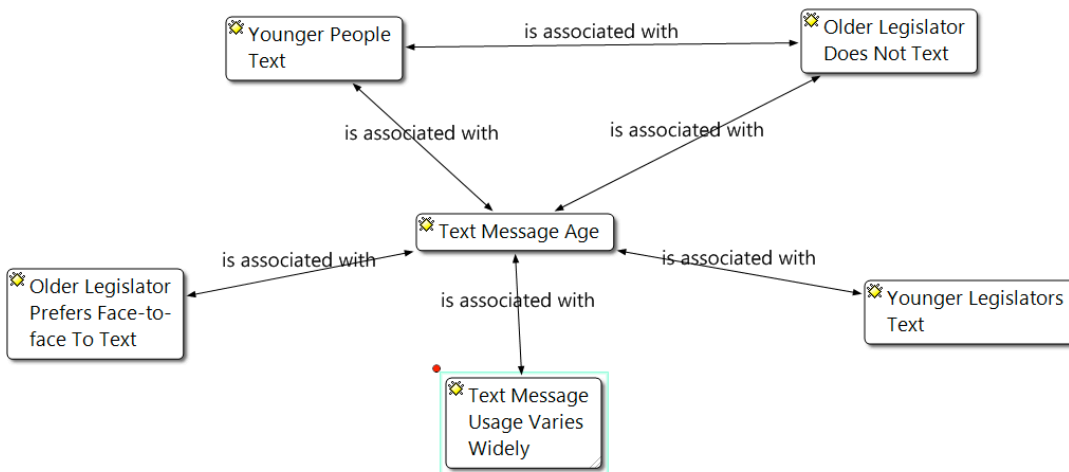 Younger People
Text
is associated with
Older Legislator
Does Not Text
is associated with
is associated with
Text Message Age
is associated with
is associated with
Older Legislator
Prefers Face-to-
face To Text
is associated with
Younger Legislators
Text
Text Message
Usage Varies
Widely